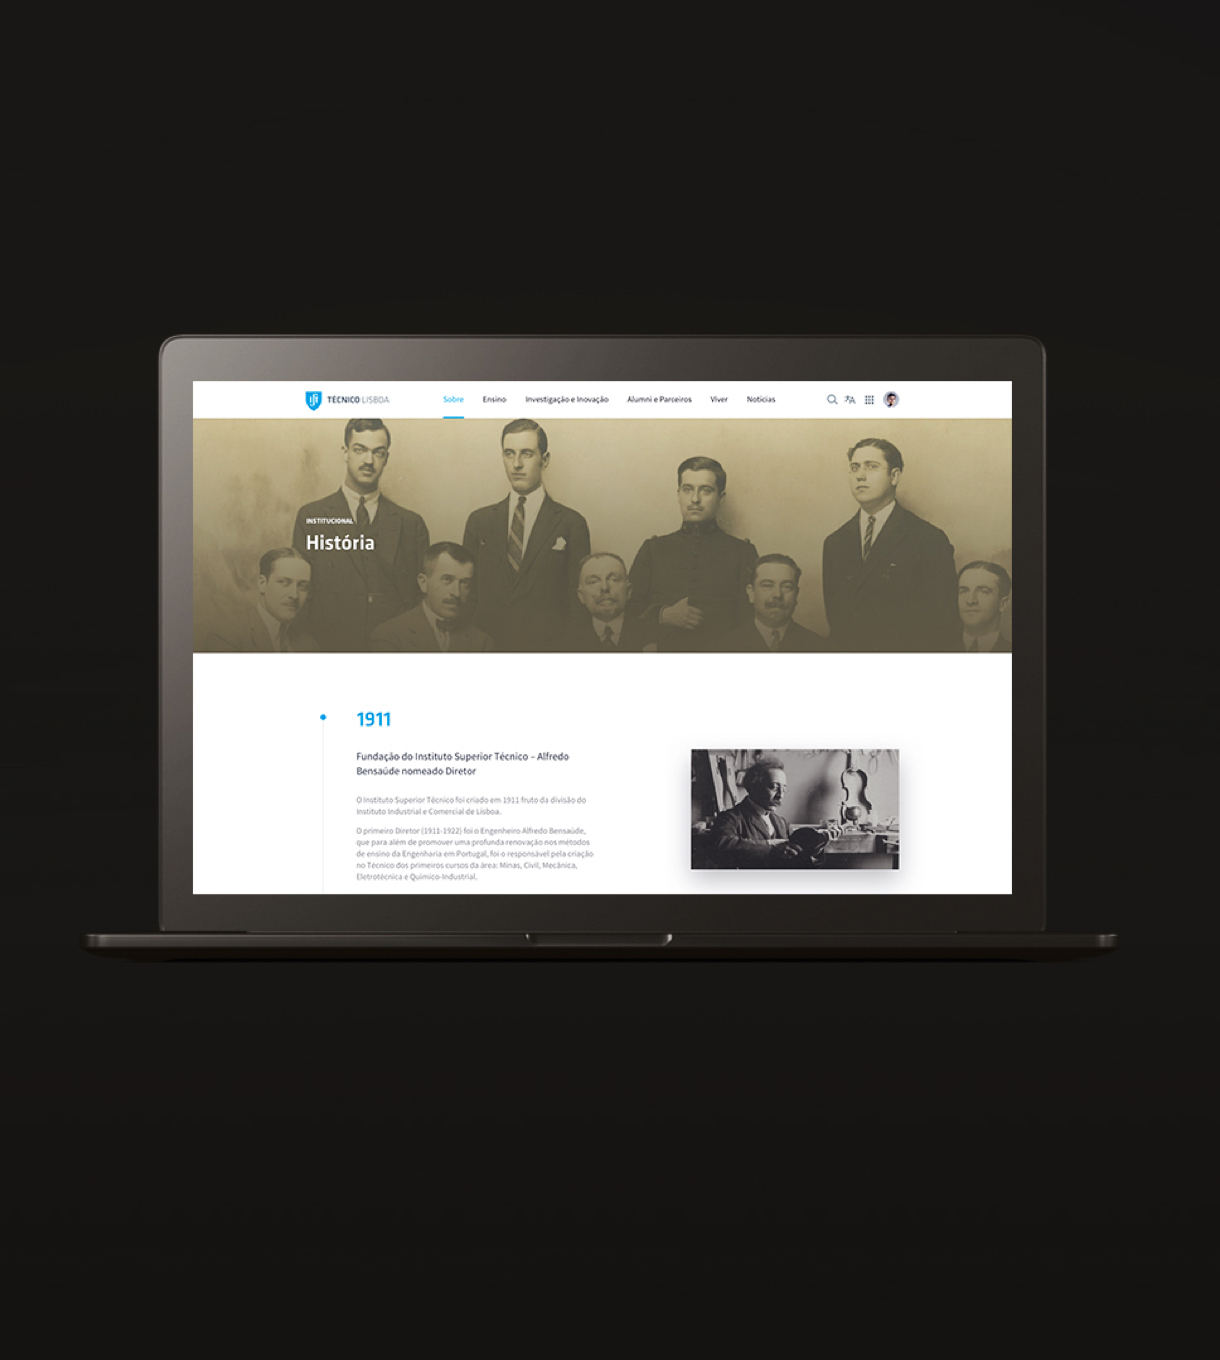 TÉCNICO LISBOA
Sobre Ensino Investigação e Inovação Alumni e Parceiros Viver Notícias
INSTITUCIONAL
História
1911
Fundação do Instituto Superior Técnico – Alfredo
Bensaúde nomeado Diretor
O Instituto Superior Técnico foi criado em 1911 fruto da divisão do
Instituto Industrial e Comercial de Lisboa.
O primeiro Diretor (1911-1922) foi o Engenheiro Alfredo Bensaúde,
que para além de promover uma profunda renovação nos métodos
de ensino da Engenharia em Portugal, foi o responsável pela criação
no Técnico dos primeiros cursos da área: Minas, Civil, Mecânica,
Eletrotécnica e Químico-Industrial.